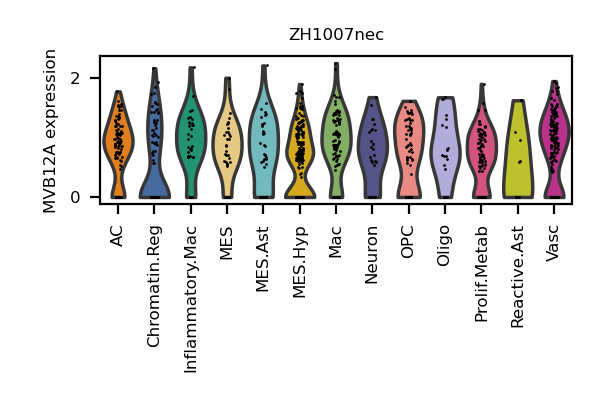 ZH1007nec
MVB12A expression
2
0
AC
Chromatin.Reg
Inflammatory.Mac
MES
MES.Ast
MES.Hyp
Mac
Neuron
OPC
Oligo
Prolif.Metab
Reactive.Ast
Vasc